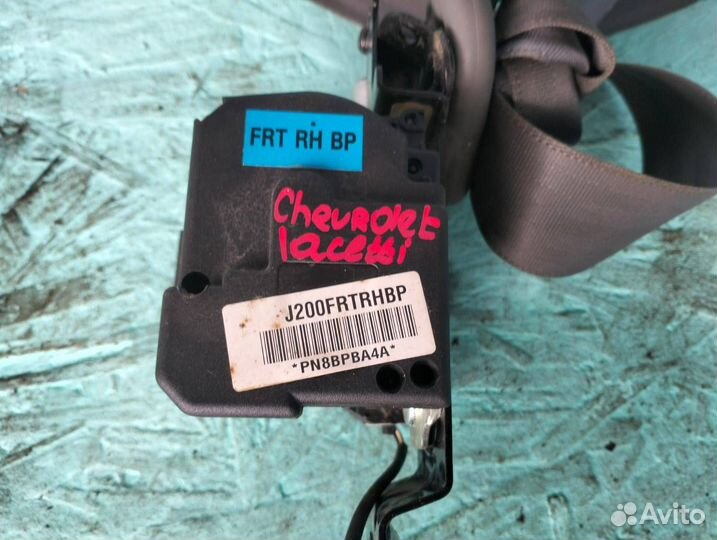 FRT RH BP
Chevrolet
lacetti
J200FRTRHBP
*PN8BPBA4A*
Avito